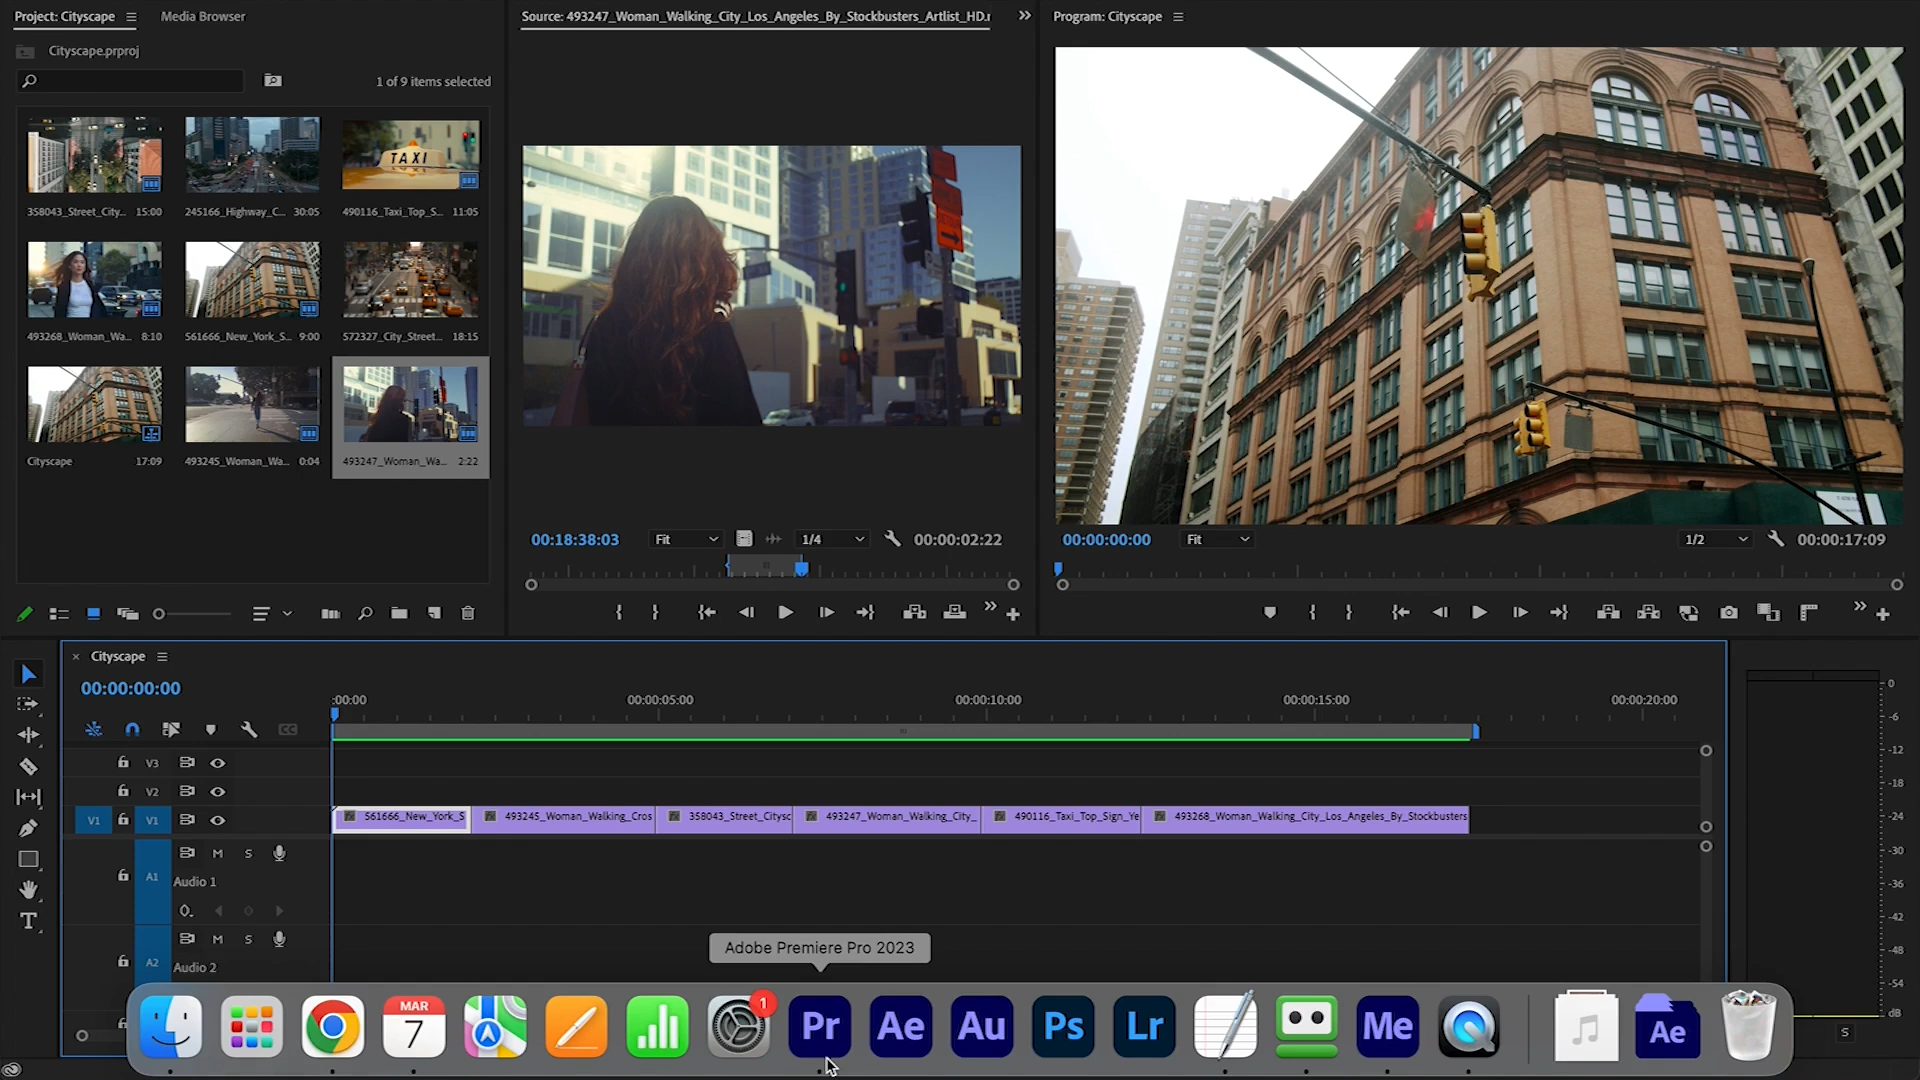 Project: Cityscape
Media Browser
Source: 493247_Woman_Walking_City_Los_Angeles_By_Stockbusters_Artlist_HD.r
Program: Cityscape
Cityscape.prproj
1 of 9 items selected
TAXI
358043_Street_City... 15:00
245166_Highway_C... 30:05
490116_Taxi_Top_S... 11:05
493268_Woman_Wa... 8:10
561666_New_York_S... 9:00
572327_City_Street... 18:15
Cityscape 17:09
493245_Woman_Wa... 0:04
493247_Woman_Wa... 2:22
00:18:38:03
Fit
1/4
00:00:02:22
00:00:00:00
Fit
1/2
00:00:17:09
Cityscape
00:00:00:00
:00:00
00:00:05:00
00:00:10:00
00:00:15:00
00:00:20:00
CC
V3
V2
V1
V1
561666_New_York_S
493245_Woman_Walking_Cros
358043_Street_Citysc
493247_Woman_Walking_City_
490116_Taxi_Top_Sign_Ye
493268_Woman_Walking_City_Los_Angeles_By_Stockbusters
A1
M
S
Audio 1
A2
M
S
Audio 2
0
-6
-12
-18
-24
-30
-36
-42
-48
-54
dB
S
Adobe Premiere Pro 2023
MAR
7
1
Pr
Ae
Au
Ps
Lr
Me
Ae